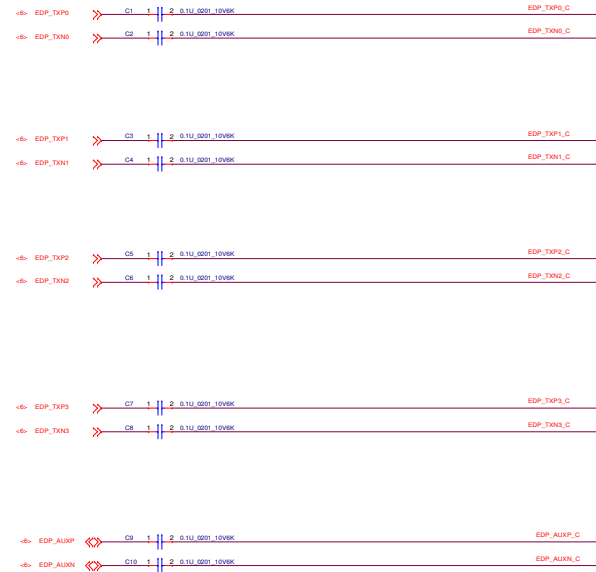 <6> EDP_TXP0 C1 1 2 0.1U_0201_10V6K EDP_TXP0_C
<6> EDP_TXN0 C2 1 2 0.1U_0201_10V6K EDP_TXN0_C
<6> EDP_TXP1 C3 1 2 0.1U_0201_10V6K EDP_TXP1_C
<6> EDP_TXN1 C4 1 2 0.1U_0201_10V6K EDP_TXN1_C
<6> EDP_TXP2 C5 1 2 0.1U_0201_10V6K EDP_TXP2_C
<6> EDP_TXN2 C6 1 2 0.1U_0201_10V6K EDP_TXN2_C
<6> EDP_TXP3 C7 1 2 0.1U_0201_10V6K EDP_TXP3_C
<6> EDP_TXN3 C8 1 2 0.1U_0201_10V6K EDP_TXN3_C
<6> EDP_AUXP C9 1 2 0.1U_0201_10V6K EDP_AUXP_C
<6> EDP_AUXN C10 1 2 0.1U_0201_10V6K EDP_AUXN_C